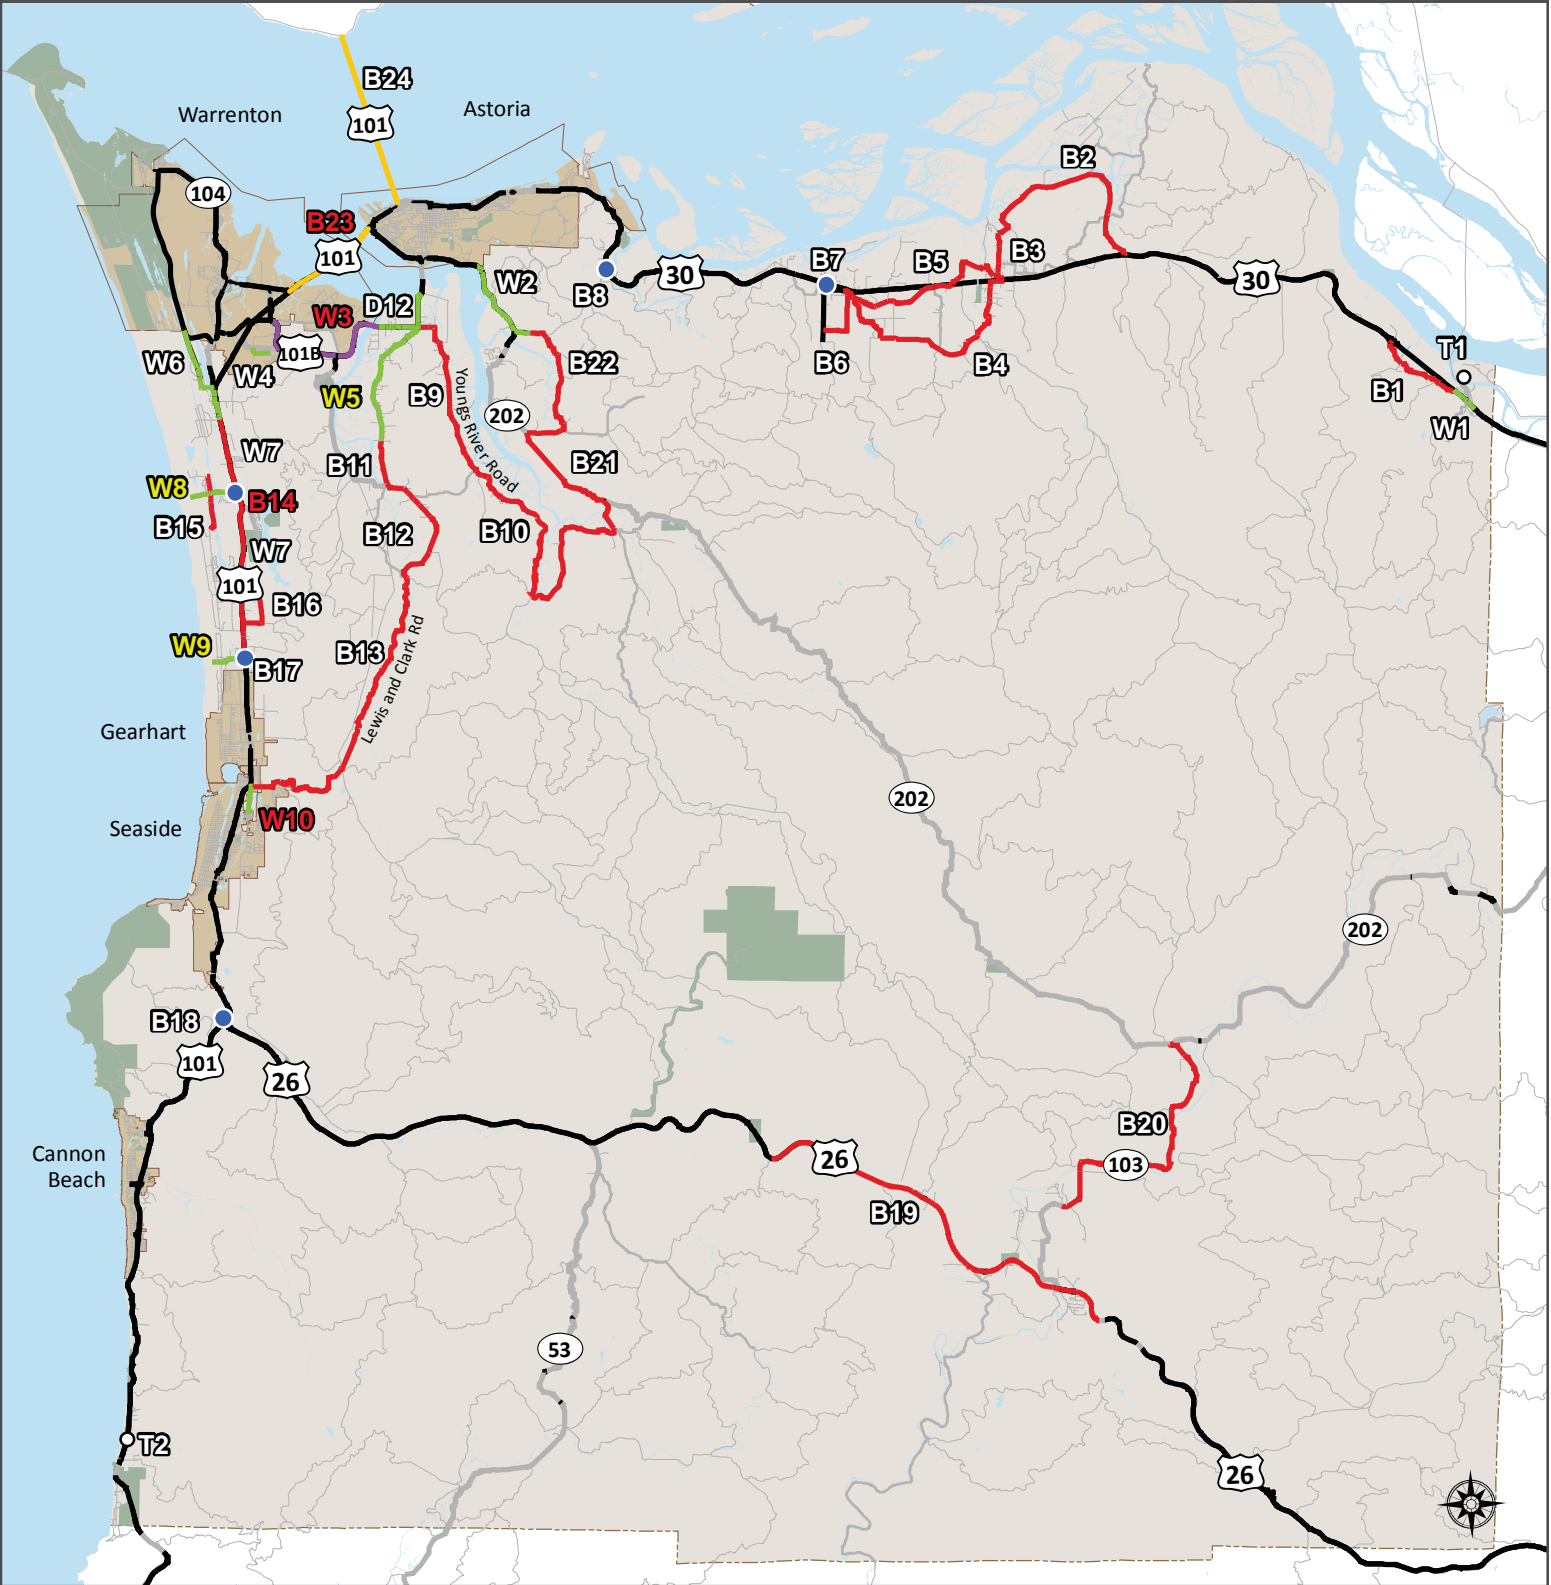 B24
Warrenton
Astoria
101
B2
104
B23
101
B3
B5
B7
30
W2
B8
30
D12
W3
101B
W6
W4
B22
B6
B4
T1
B1
W5
B9
Youngs River Road
202
W1
W7
B11
B21
W8
B14
B15
B12
B10
W7
101
B16
W9
B13
B17
Lewis and Clark Rd
Gearhart
202
Seaside
W10
202
B18
101
26
B20
Cannon
Beach
26
103
B19
53
T2
26